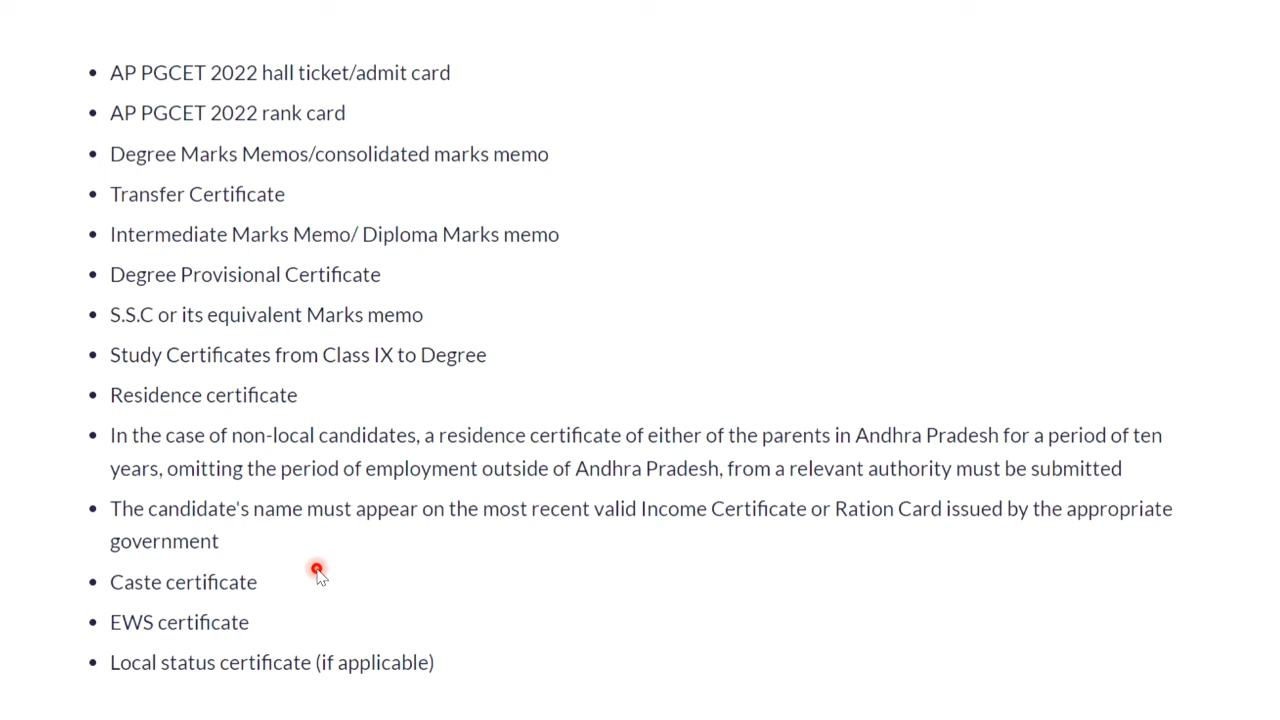 • AP PGCET 2022 hall ticket/admit card
• AP PGCET 2022 rank card
• Degree Marks Memos/consolidated marks memo
• Transfer Certificate
• Intermediate Marks Memo/ Diploma Marks memo
• Degree Provisional Certificate
• S.S.C or its equivalent Marks memo
• Study Certificates from Class IX to Degree
• Residence certificate
• In the case of non-local candidates, a residence certificate of either of the parents in Andhra Pradesh for a period of ten
years, omitting the period of employment outside of Andhra Pradesh, from a relevant authority must be submitted
• The candidate's name must appear on the most recent valid Income Certificate or Ration Card issued by the appropriate
government
• Caste certificate
• EWS certificate
• Local status certificate (if applicable)